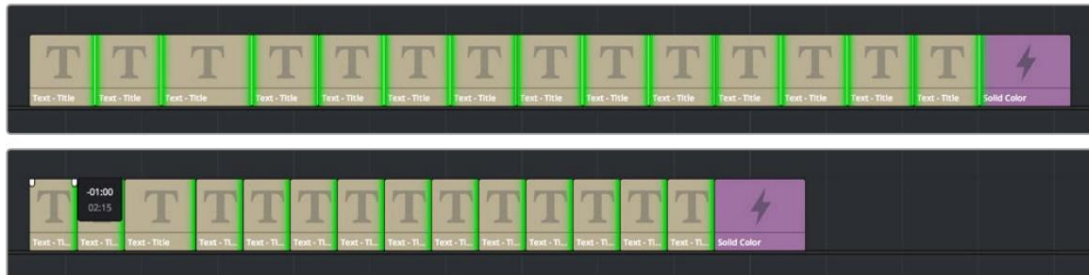 Text - Title Text - Title Text - Title Text - Title Text - Title Text - Title Text - Title Text - Title Text - Title Text - Title Text - Title Text - Title Text - Title Text - Title Solid Color
-01:00
02:15
Text - Ti... Text - Ti... Text - Title Text - Ti... Text - Ti... Text - Ti... Text - Ti... Text - Ti... Text - Ti... Text - Ti... Text - Ti... Text - Ti... Text - Ti... Text - Ti... Solid Color